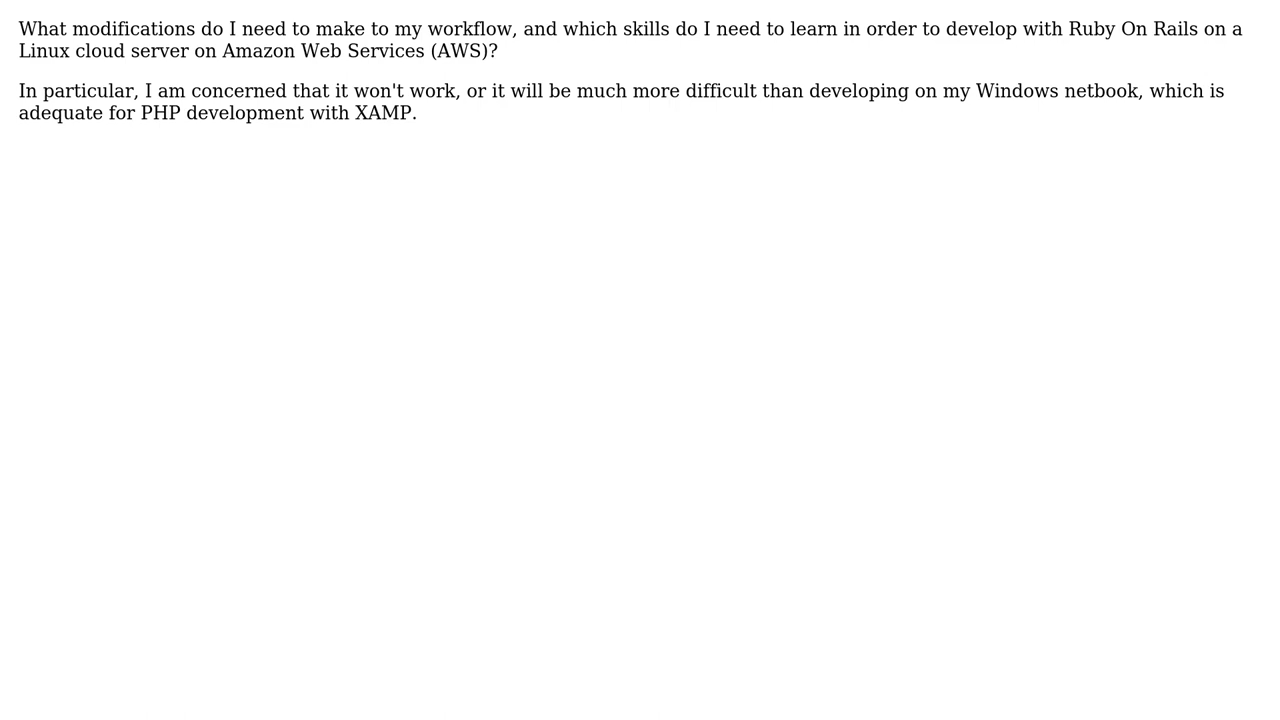 What modifications do I need to make to my workflow, and which skills do I need to learn in order to develop with Ruby On Rails on a
Linux cloud server on Amazon Web Services (AWS)?
In particular, I am concerned that it won't work, or it will be much more difficult than developing on my Windows netbook, which is
adequate for PHP development with XAMP.